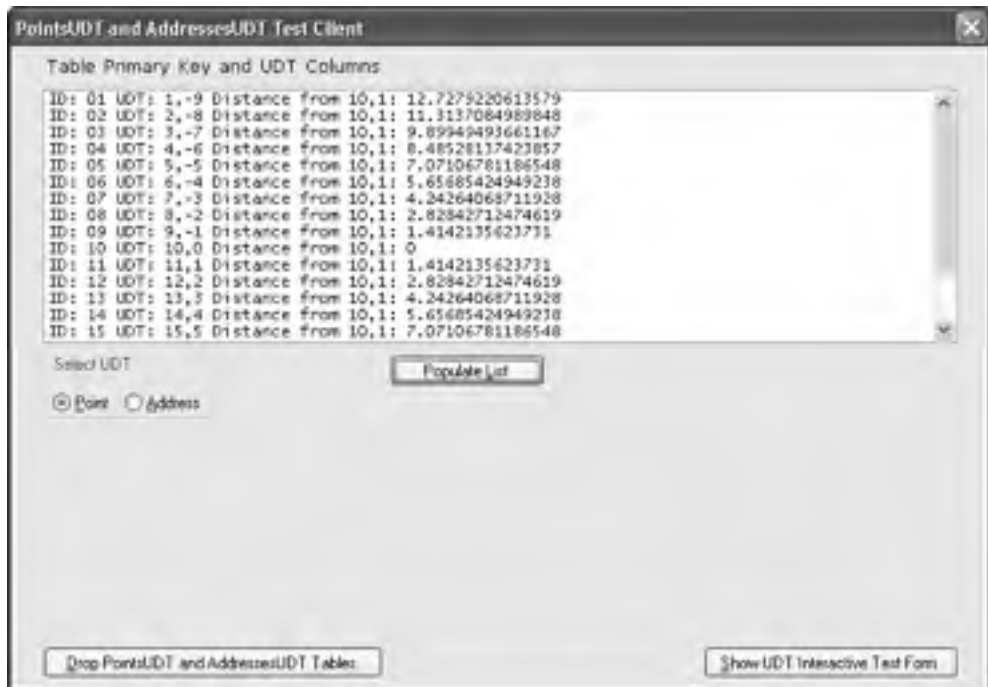 PointsUDT and AddressesUDT Test Client
Table Primary Key and UDT Columns
ID: 01 UDT: 1,-9 Distance from 10,1: 12.7279220613579
ID: 02 UDT: 2,-8 Distance from 10,1: 11.3137084989848
ID: 03 UDT: 3,-7 Distance from 10,1: 9.89949493661167
ID: 04 UDT: 4,-6 Distance from 10,1: 8.48528137423857
ID: 05 UDT: 5,-5 Distance from 10,1: 7.07106781186548
ID: 06 UDT: 6,-4 Distance from 10,1: 5.65685424949238
ID: 07 UDT: 7,-3 Distance from 10,1: 4.24264068711928
ID: 08 UDT: 8,-2 Distance from 10,1: 2.82842712474619
ID: 09 UDT: 9,-1 Distance from 10,1: 1.4142135623731
ID: 10 UDT: 10,0 Distance from 10,1: 0
ID: 11 UDT: 11,1 Distance from 10,1: 1.4142135623731
ID: 12 UDT: 12,2 Distance from 10,1: 2.82842712474619
ID: 13 UDT: 13,3 Distance from 10,1: 4.24264068711928
ID: 14 UDT: 14,4 Distance from 10,1: 5.65685424949238
ID: 15 UDT: 15,5 Distance from 10,1: 7.07106781186548
Select UDT
Populate List
Point Address
Drop PointsUDT and AddressesUDT Tables
Show UDT Interactive Test Form